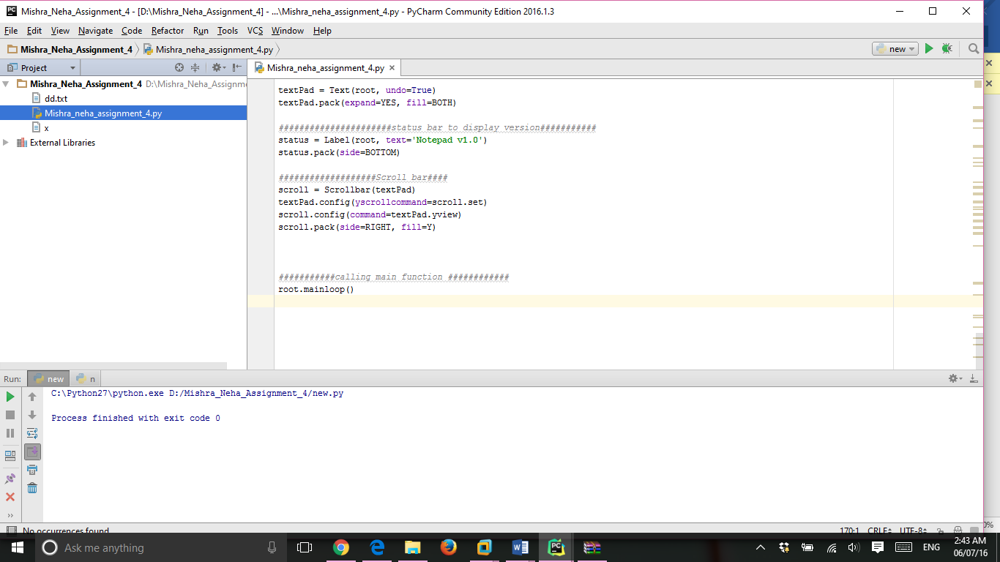 Mishra_Neha_Assignment_4 - [D:\Mishra_Neha_Assignment_4] - ...\Mishra_neha_assignment_4.py - PyCharm Community Edition 2016.1.3
File Edit View Navigate Code Refactor Run Tools VCS Window Help
Mishra_Neha_Assignment_4 Mishra_neha_assignment_4.py new
Project Mishra_neha_assignment_4.py
Mishra_Neha_Assignment_4 D:\Mishra_Neha_Assignm
dd.txt
Mishra_neha_assignment_4.py
x
External Libraries
textPad = Text(root, undo=True)
textPad.pack(expand=YES, fill=BOTH)
######################status bar to display version###########
status = Label(root, text='Notepad v1.0')
status.pack(side=BOTTOM)
###################Scroll bar####
scroll = Scrollbar(textPad)
textPad.config(yscrollcommand=scroll.set)
scroll.config(command=textPad.yview)
scroll.pack(side=RIGHT, fill=Y)
###########calling main function ############
root.mainloop()
Run: new n
C:\Python27\python.exe D:/Mishra_Neha_Assignment_4/new.py
Process finished with exit code 0
No occurrences found 170:1 CRLF UTF-8 0%
Ask me anything ENG 2:43 AM
06/07/16